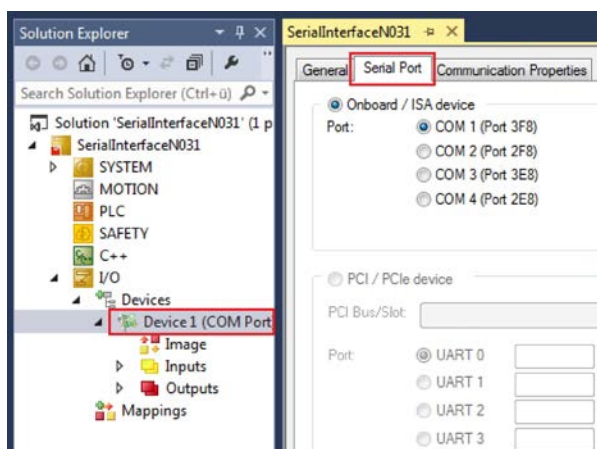 Solution Explorer
Search Solution Explorer (Ctrl+ü)
Solution 'SerialInterfaceN031' (1 p
SerialInterfaceN031
SYSTEM
MOTION
PLC
SAFETY
C++
I/O
Devices
Device 1 (COM Port
Image
Inputs
Outputs
Mappings
SerialInterfaceN031
General Serial Port Communication Properties
Onboard / ISA device
Port: COM 1 (Port 3F8)
COM 2 (Port 2F8)
COM 3 (Port 3E8)
COM 4 (Port 2E8)
PCI / PCIe device
PCI Bus/Slot:
Port: UART 0
UART 1
UART 2
UART 3